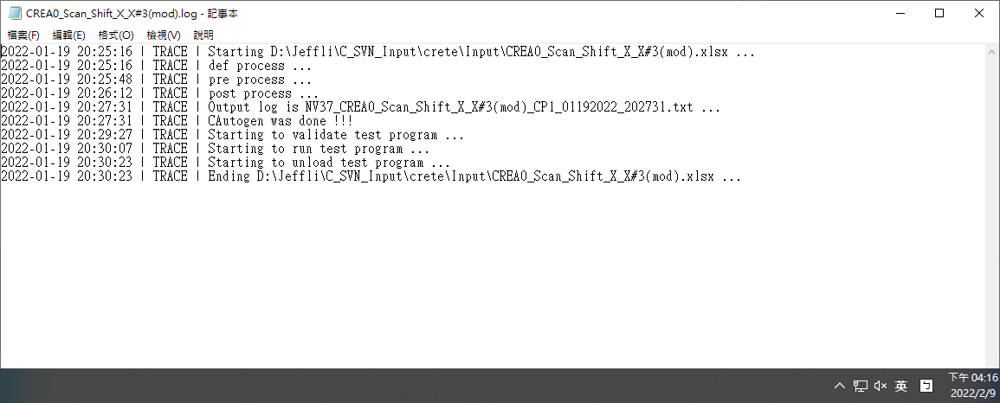 CREA0_Scan_Shift_X_X#3(mod).log - 記事本
檔案(F) 編輯(E) 格式(O) 檢視(V) 說明
2022-01-19 20:25:16 | TRACE | Starting D:\Jeffli\C_SVN_Input\crete\Input\CREA0_Scan_Shift_X_X#3(mod).xlsx ...
2022-01-19 20:25:16 | TRACE | def process ...
2022-01-19 20:25:48 | TRACE | pre process ...
2022-01-19 20:26:12 | TRACE | post process ...
2022-01-19 20:27:31 | TRACE | Output log is NV37_CREA0_Scan_Shift_X_X#3(mod)_CP1_01192022_202731.txt ...
2022-01-19 20:27:31 | TRACE | CAutogen was done !!!
2022-01-19 20:29:27 | TRACE | Starting to validate test program ...
2022-01-19 20:30:07 | TRACE | Starting to run test program ...
2022-01-19 20:30:23 | TRACE | Starting to unload test program ...
2022-01-19 20:30:23 | TRACE | Ending D:\Jeffli\C_SVN_Input\crete\Input\CREA0_Scan_Shift_X_X#3(mod).xlsx ...
英 ㄅ 下午 04:16
2022/2/9